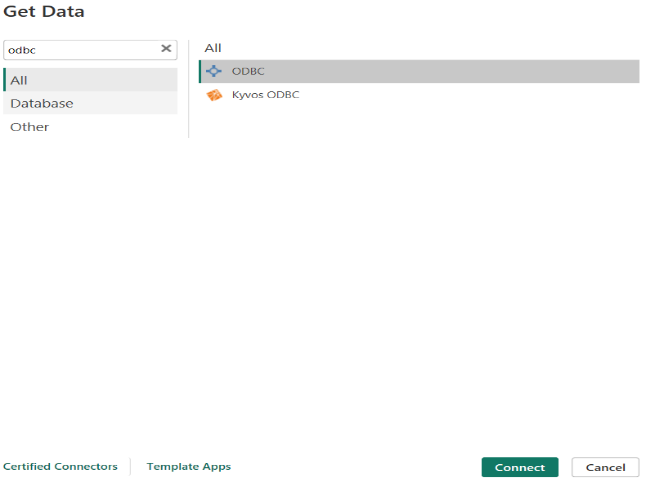 Get Data
odbc
All
Database
Other
All
ODBC
Kyvos ODBC
Certified Connectors
Template Apps
Connect
Cancel